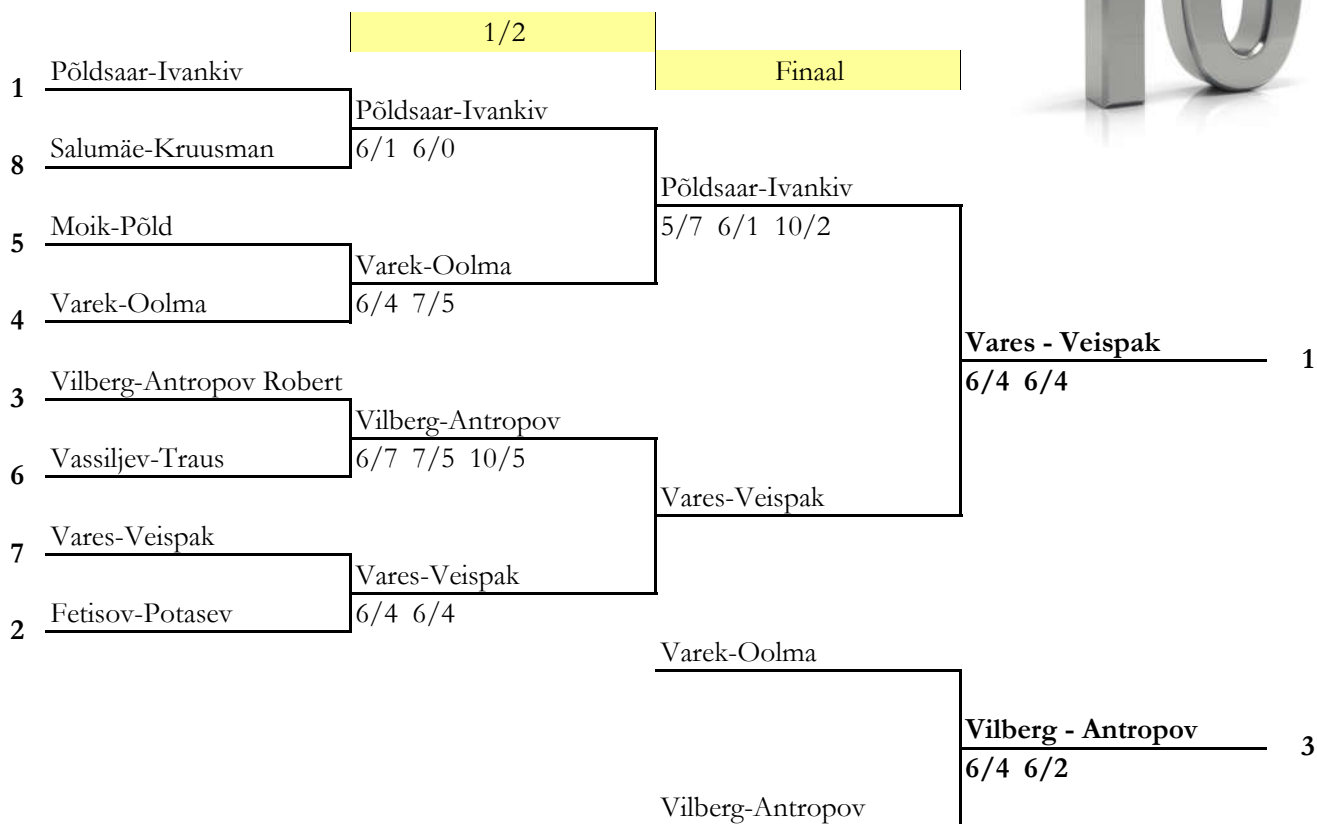 10
1/2
Finaal
1 Põldsaar-Ivankiv
Põldsaar-Ivankiv
8 Salumäe-Kruusman
6/1 6/0
Põldsaar-Ivankiv
5/7 6/1 10/2
5 Moik-Põld
Varek-Oolma
4 Varek-Oolma
6/4 7/5
Vares - Veispak 1
6/4 6/4
3 Vilberg-Antropov Robert
Vilberg-Antropov
6 Vassiljev-Traus
6/7 7/5 10/5
Vares-Veispak
7 Vares-Veispak
Vares-Veispak
2 Fetisov-Potasev
6/4 6/4
Varek-Oolma
Vilberg - Antropov 3
6/4 6/2
Vilberg-Antropov